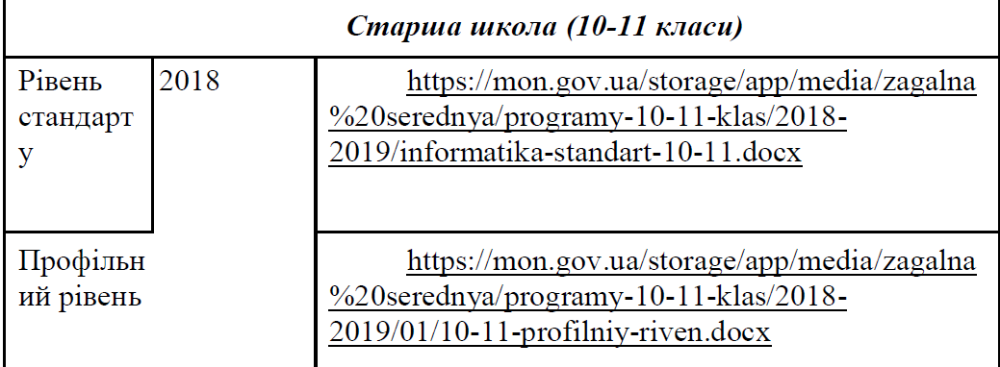 Старша школа (10-11 класи)
Рівень
стандарт
у
2018
https://mon.gov.ua/storage/app/media/zagalna
%20serednya/programy-10-11-klas/2018-
2019/informatika-standart-10-11.docx
Профільн
ий рівень
https://mon.gov.ua/storage/app/media/zagalna
%20serednya/programy-10-11-klas/2018-
2019/01/10-11-profilniy-riven.docx